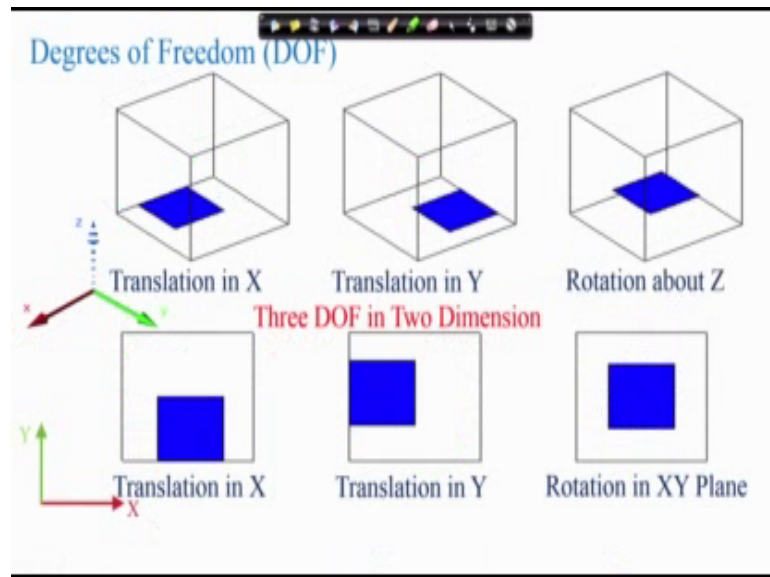 Degrees of Freedom (DOF)
Z
X
Y
Translation in X
Translation in Y
Rotation about Z
Three DOF in Two Dimension
Y
X
Translation in X
Translation in Y
Rotation in XY Plane